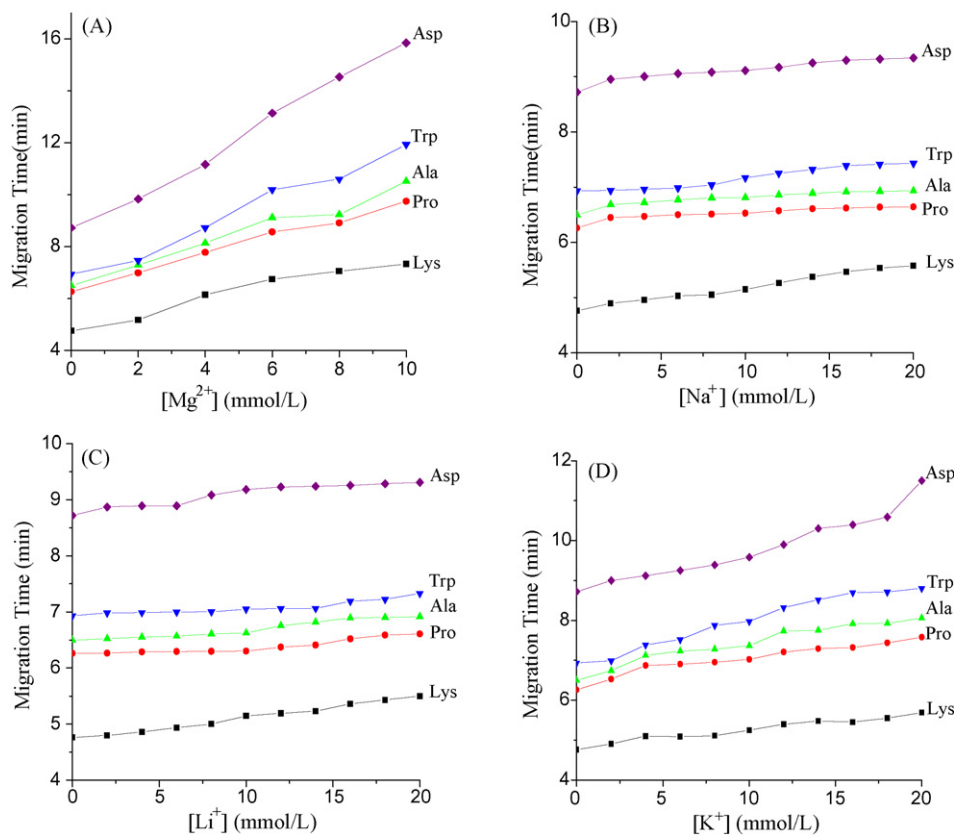 (A)
Migration Time(min)
16
12
8
4
Asp
Trp
Ala
Pro
Lys
0 2 4 6 8 10
[Mg²⁺] (mmol/L)
(B)
Migration Time(min)
10
8
6
4
Asp
Trp
Ala
Pro
Lys
0 5 10 15 20
[Na⁺] (mmol/L)
(C)
Migration Time (min)
10
9
8
7
6
5
4
Asp
Trp
Ala
Pro
Lys
0 5 10 15 20
[Li⁺] (mmol/L)
(D)
Migration Time (min)
12
10
8
6
4
Asp
Trp
Ala
Pro
Lys
0 5 10 15 20
[K⁺] (mmol/L)